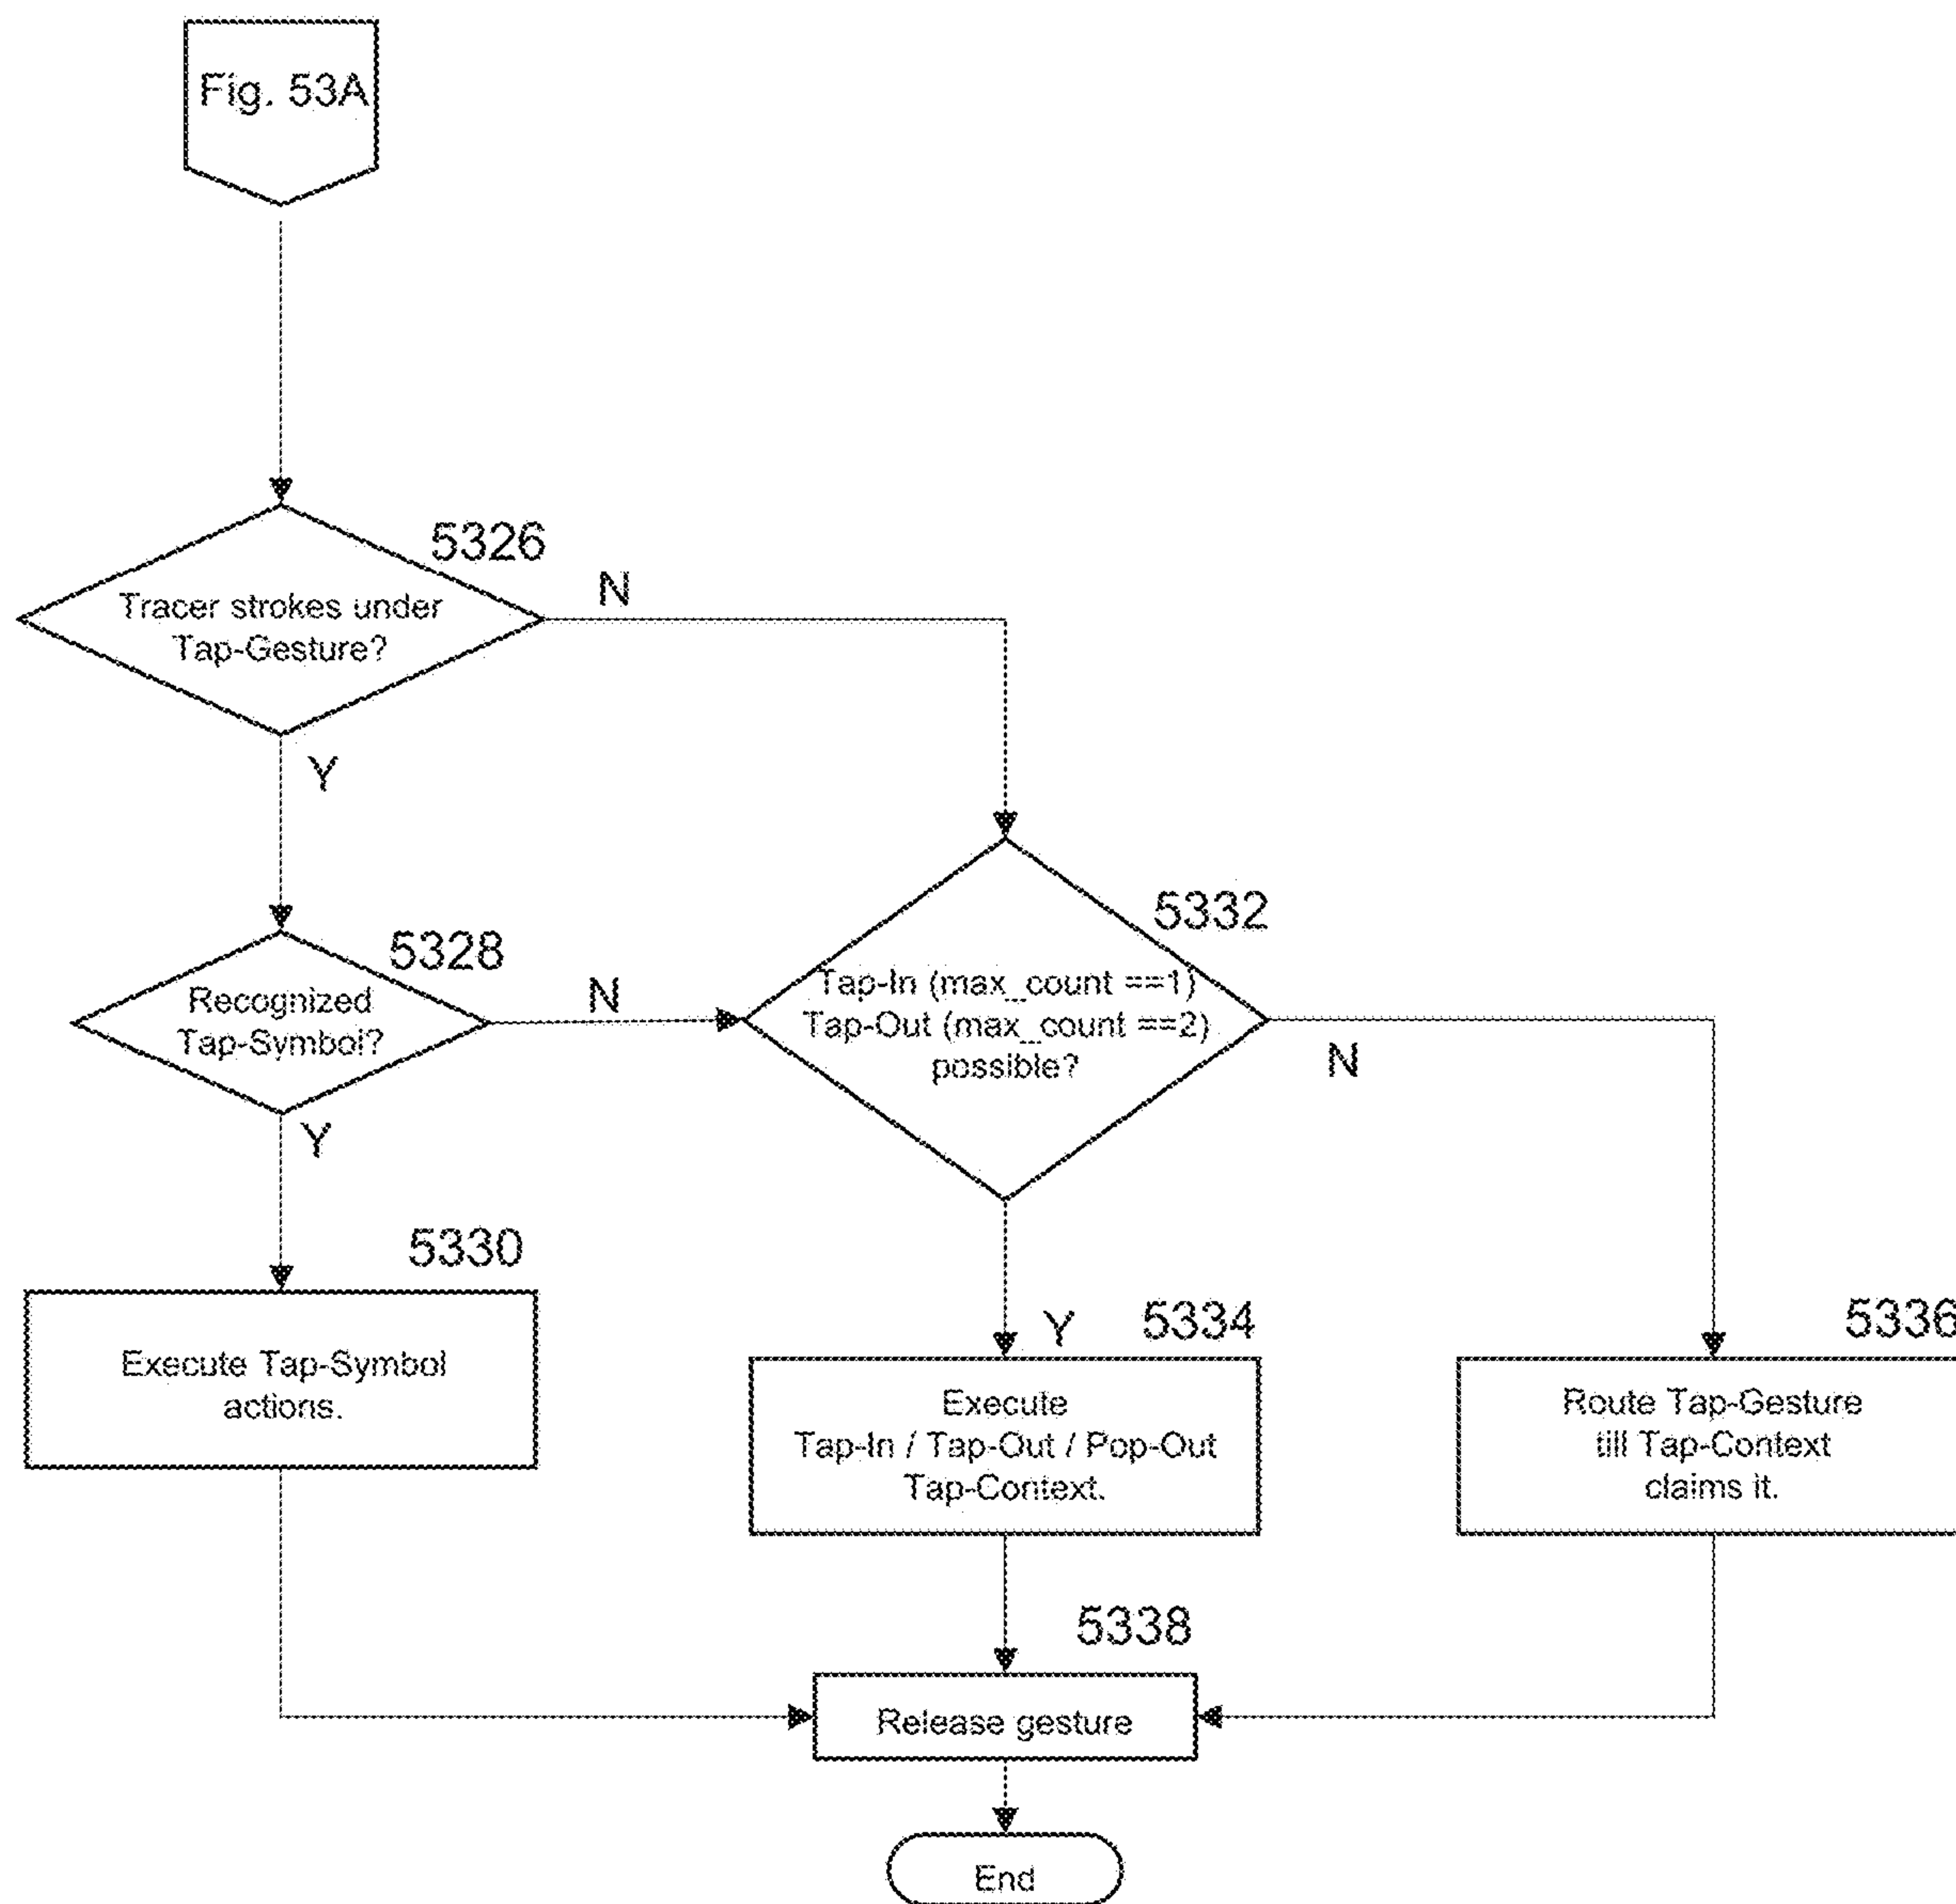 Fig. 53A
5326
Tracer strokes under
Tap-Gesture?
N
Y
5328
Recognized
Tap-Symbol?
N
Y
5332
Tap-In (max_count ==1)
Tap-Out (max_count ==2)
possible?
N
Y
5330
Execute Tap-Symbol
actions.
5334
Execute
Tap-In / Tap-Out / Pop-Out
Tap-Context.
5336
Route Tap-Gesture
till Tap-Context
claims it.
5338
Release gesture
End